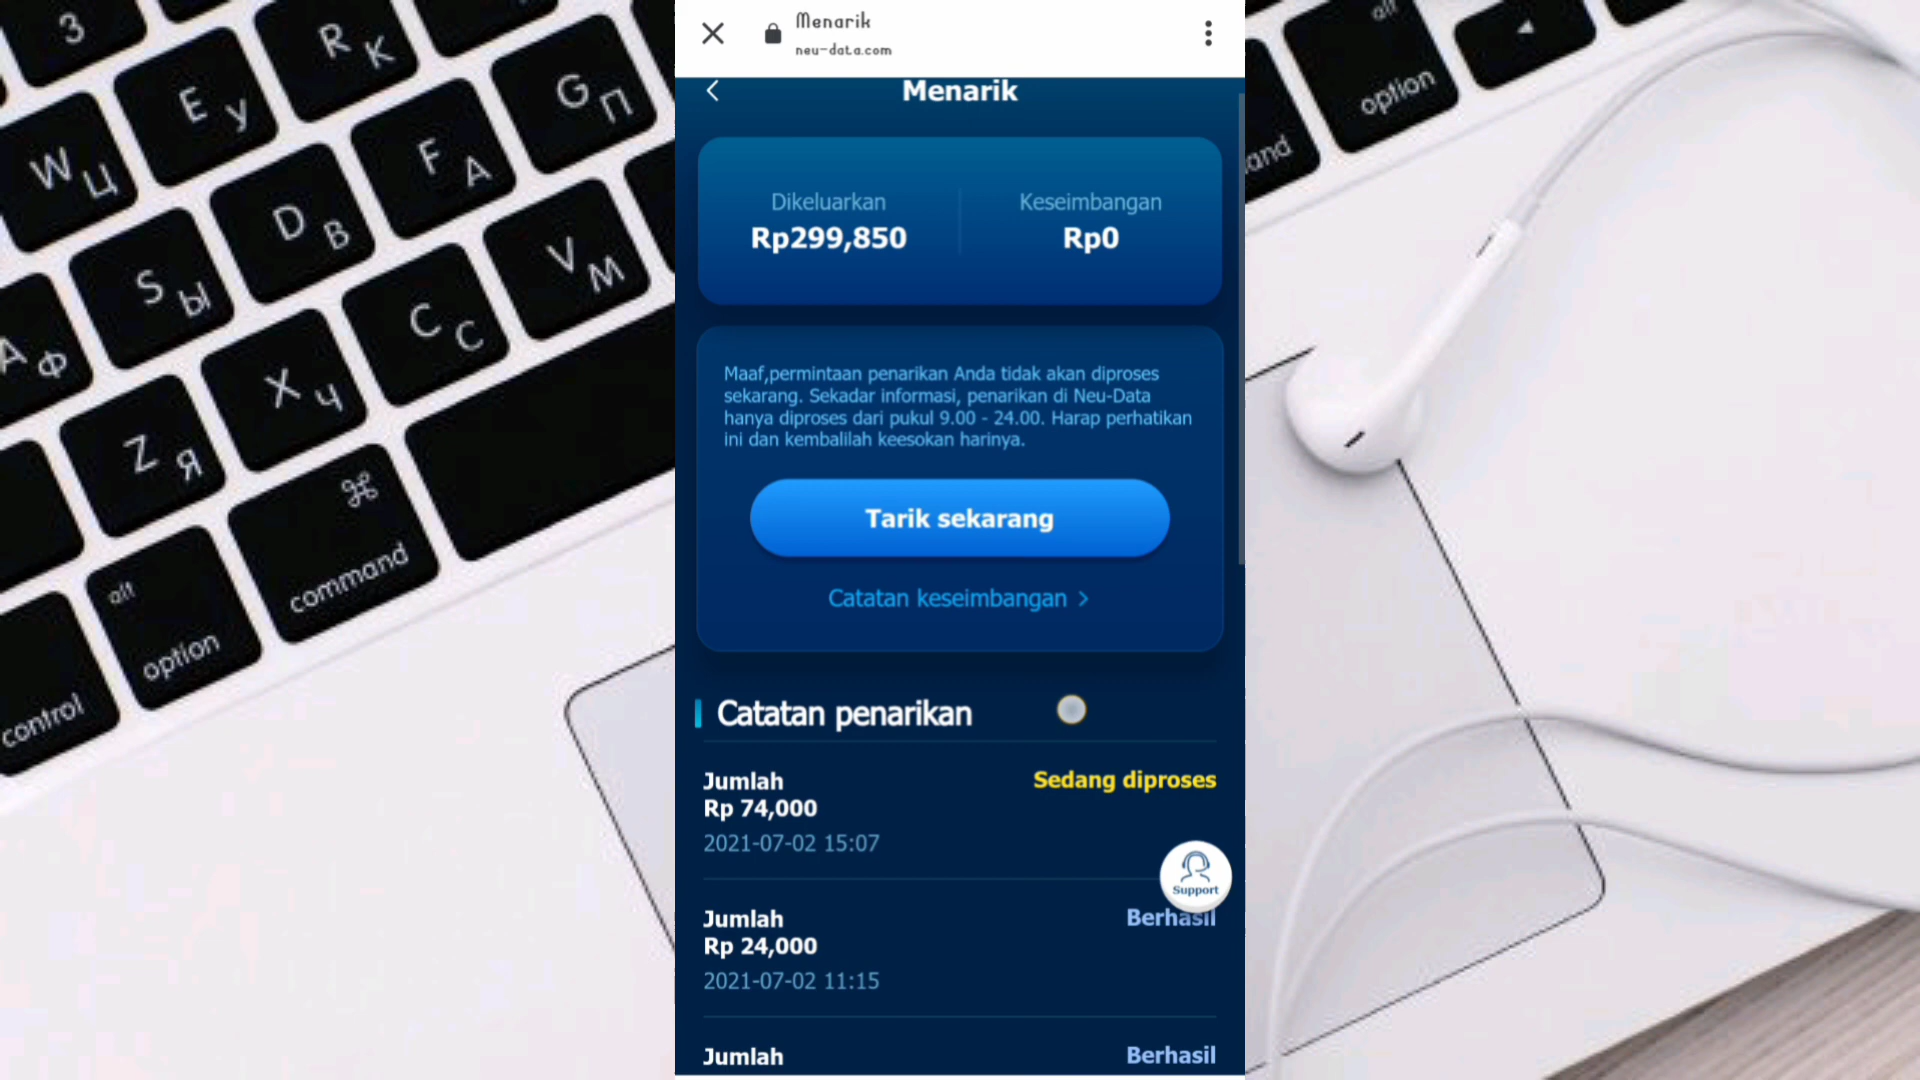 Menarik
neu-data.com
Menarik
Dikeluarkan
Keseimbangan
Rp299,850
Rp0
Maaf,permintaan penarikan Anda tidak akan diproses
sekarang. Sekadar informasi, penarikan di Neu-Data
hanya diproses dari pukul 9.00 - 24.00. Harap perhatikan
ini dan kembalilah keesokan harinya.
Tarik sekarang
Catatan keseimbangan >
Catatan penarikan
Jumlah
Sedang diproses
Rp 74,000
2021-07-02 15:07
Support
Jumlah
Berhasil
Rp 24,000
2021-07-02 11:15
Jumlah
Berhasil
3
R K
E У
G П
W Ц
F А
D В
V М
S Ы
C С
А Ф
X Ч
Z Я
⌘
command
alt
option
control
alt
option
and